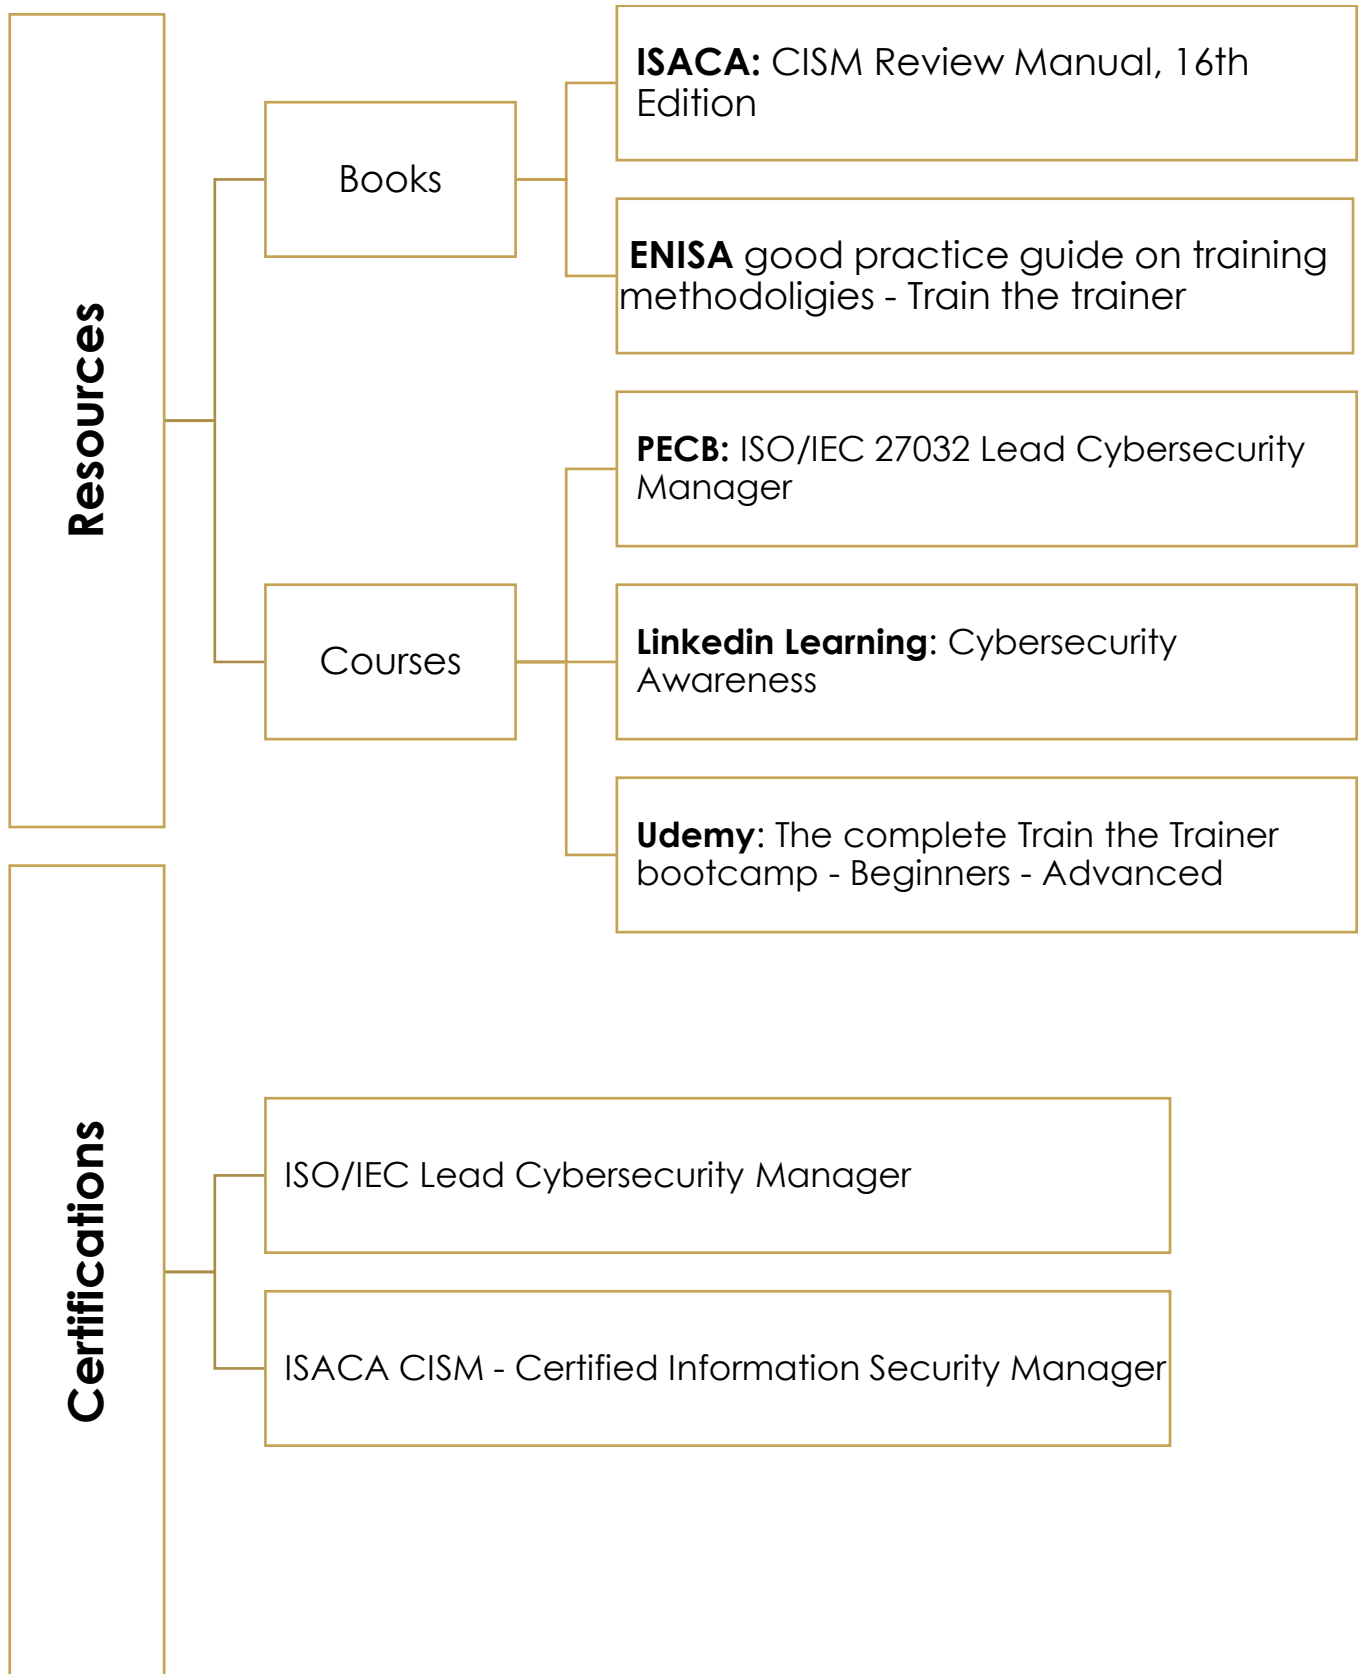 Resources
Books
ISACA: CISM Review Manual, 16th
Edition
ENISA good practice guide on training
methodoligies - Train the trainer
Courses
PECB: ISO/IEC 27032 Lead Cybersecurity
Manager
Linkedin Learning: Cybersecurity
Awareness
Udemy: The complete Train the Trainer
bootcamp - Beginners - Advanced
Certifications
ISO/IEC Lead Cybersecurity Manager
ISACA CISM - Certified Information Security Manager